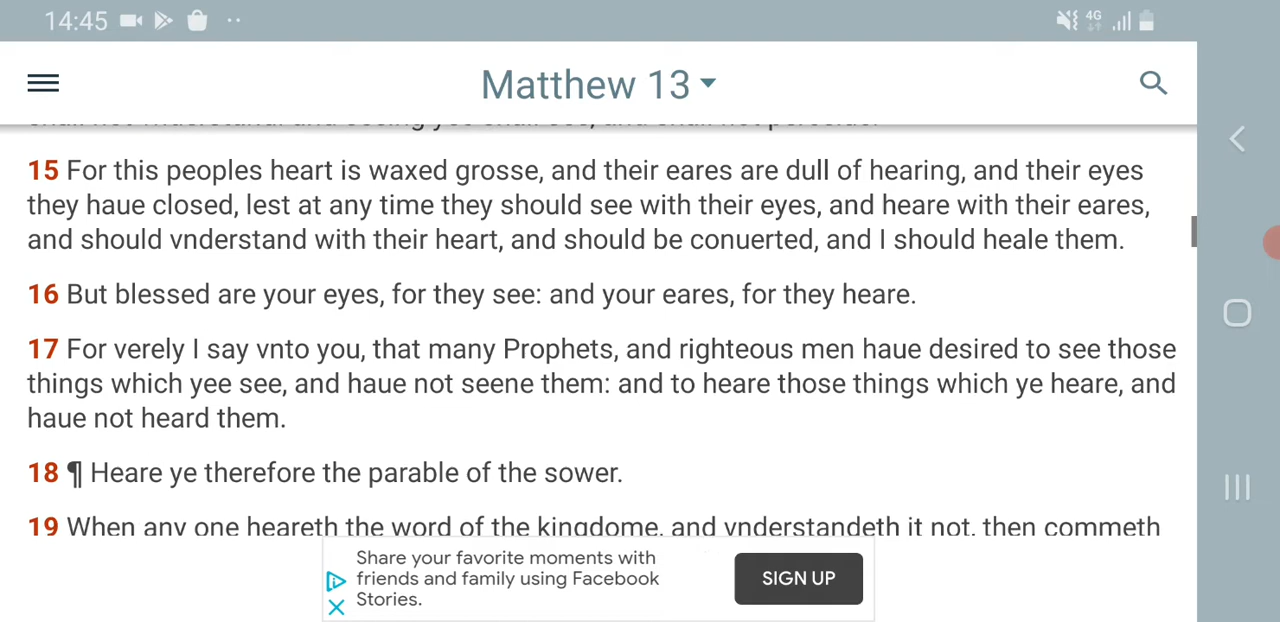 14:45
4G
Matthew 13
15 For this peoples heart is waxed grosse, and their eares are dull of hearing, and their eyes
they haue closed, lest at any time they should see with their eyes, and heare with their eares,
and should vnderstand with their heart, and should be conuerted, and I should heale them.
16 But blessed are your eyes, for they see: and your eares, for they heare.
17 For verely I say vnto you, that many Prophets, and righteous men haue desired to see those
things which yee see, and haue not seene them: and to heare those things which ye heare, and
haue not heard them.
18 ¶ Heare ye therefore the parable of the sower.
19 When any one heareth the word of the kingdome, and vnderstandeth it not, then commeth
Share your favorite moments with
friends and family using Facebook
Stories.
SIGN UP